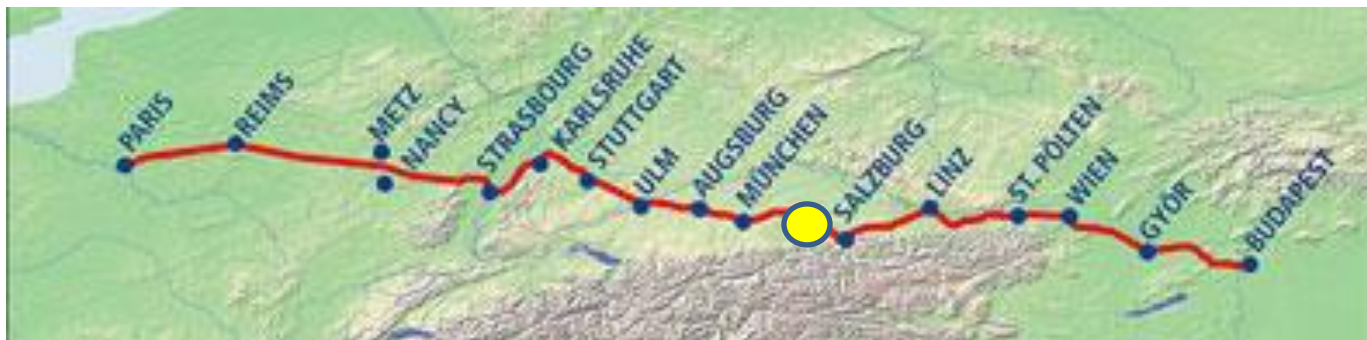 PARIS
REIMS
METZ
NANCY
STRASBOURG
KARLSRUHE
STUTTGART
ULM
AUGSBURG
MÜNCHEN
SALZBURG
LINZ
ST. PÖLTEN
WIEN
GYÖR
BUDAPEST